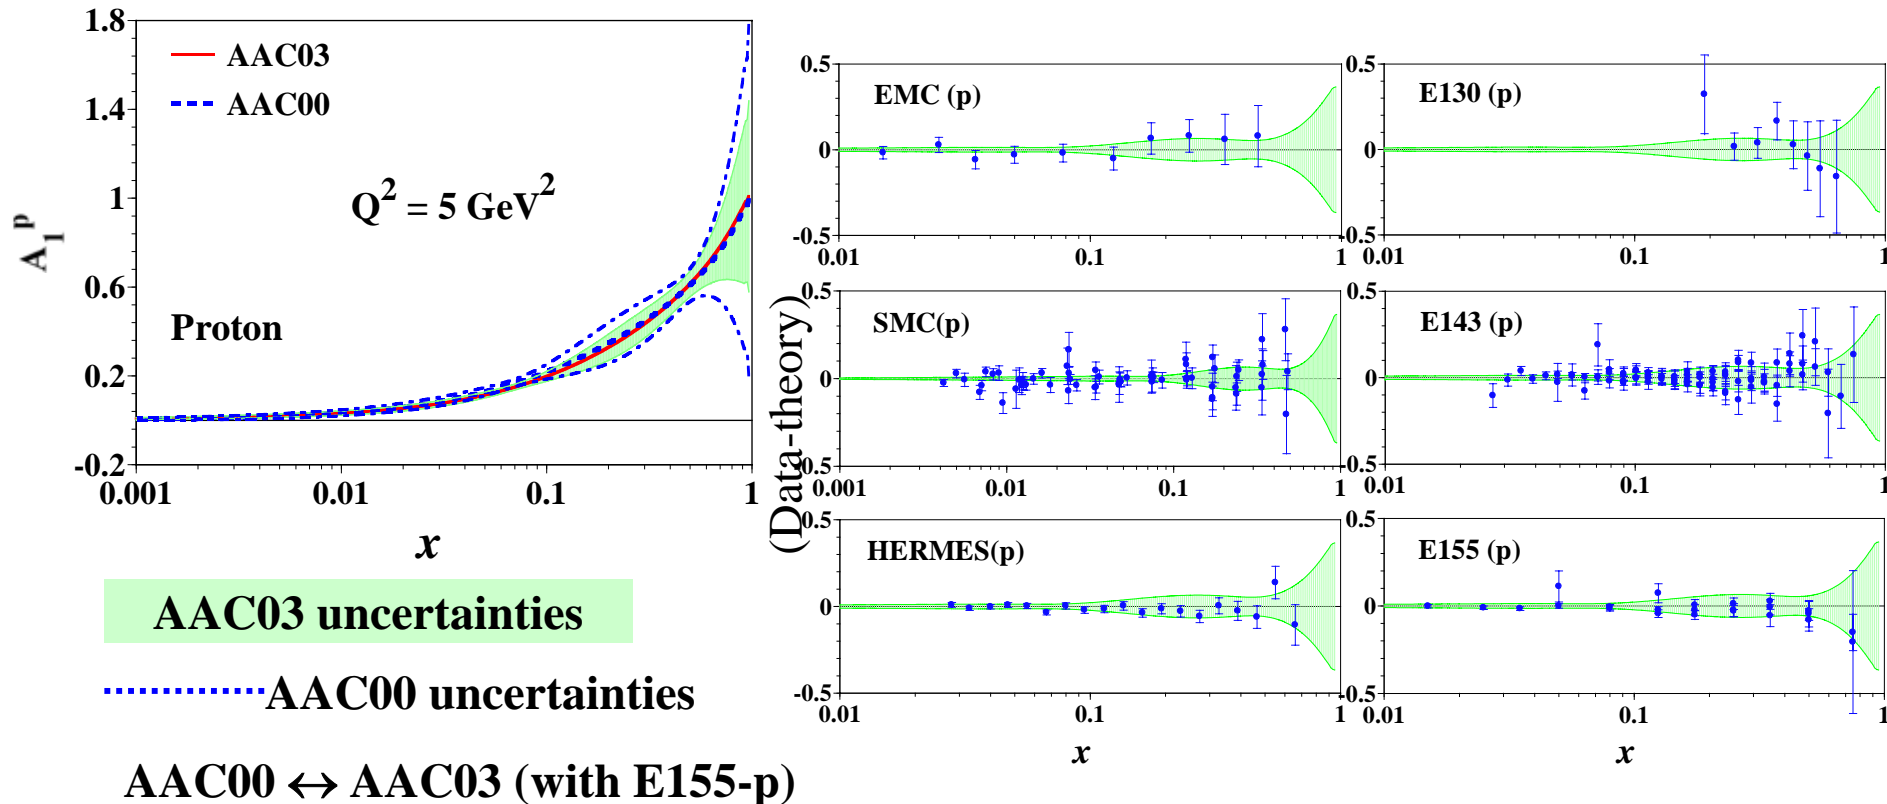 1.8
1.4
1
0.6
0.2
-0.2
0.001
0.01
0.1
1
A₁ᵖ
x
AAC03
AAC00
Q² = 5 GeV²
Proton
AAC03 uncertainties
AAC00 uncertainties
AAC00 ↔ AAC03 (with E155-p)
(Data-theory)
0.5
EMC (p)
0
-0.5
0.01
0.1
1
0.5
E130 (p)
0
-0.5
0.01
0.1
1
0.5
SMC(p)
0
0.5
0.001
0.01
0.1
1
0.5
E143 (p)
0
-0.5
0.01
0.1
1
0.5
HERMES(p)
0
-0.5
0.01
0.1
1
x
0.5
E155 (p)
0
-0.5
0.01
0.1
1
x